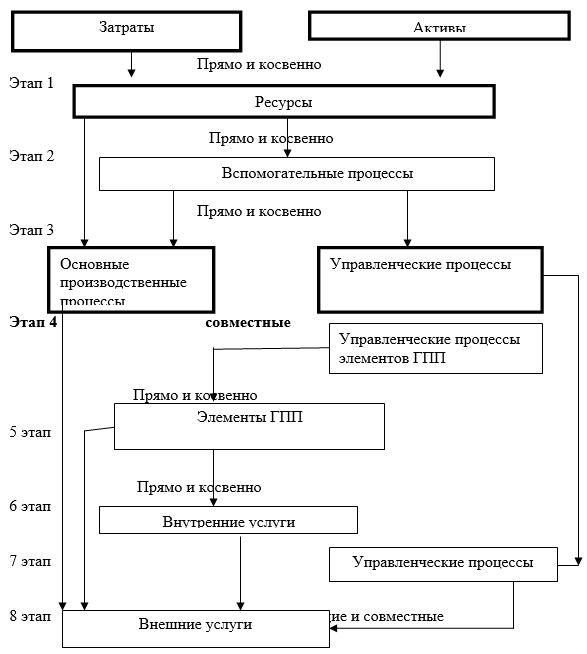 Затраты
Активы
Прямо и косвенно
Этап 1
Ресурсы
Прямо и косвенно
Этап 2
Вспомогательные процессы
Прямо и косвенно
Этап 3
Основные
производственные
процессы
Управленческие процессы
Этап 4
совместные
Управленческие процессы
элементов ГПП
Прямо и косвенно
Элементы ГПП
5 этап
Прямо и косвенно
6 этап
Внутренние услуги
7 этап
Управленческие процессы
8 этап
Внешние услуги
и совместные